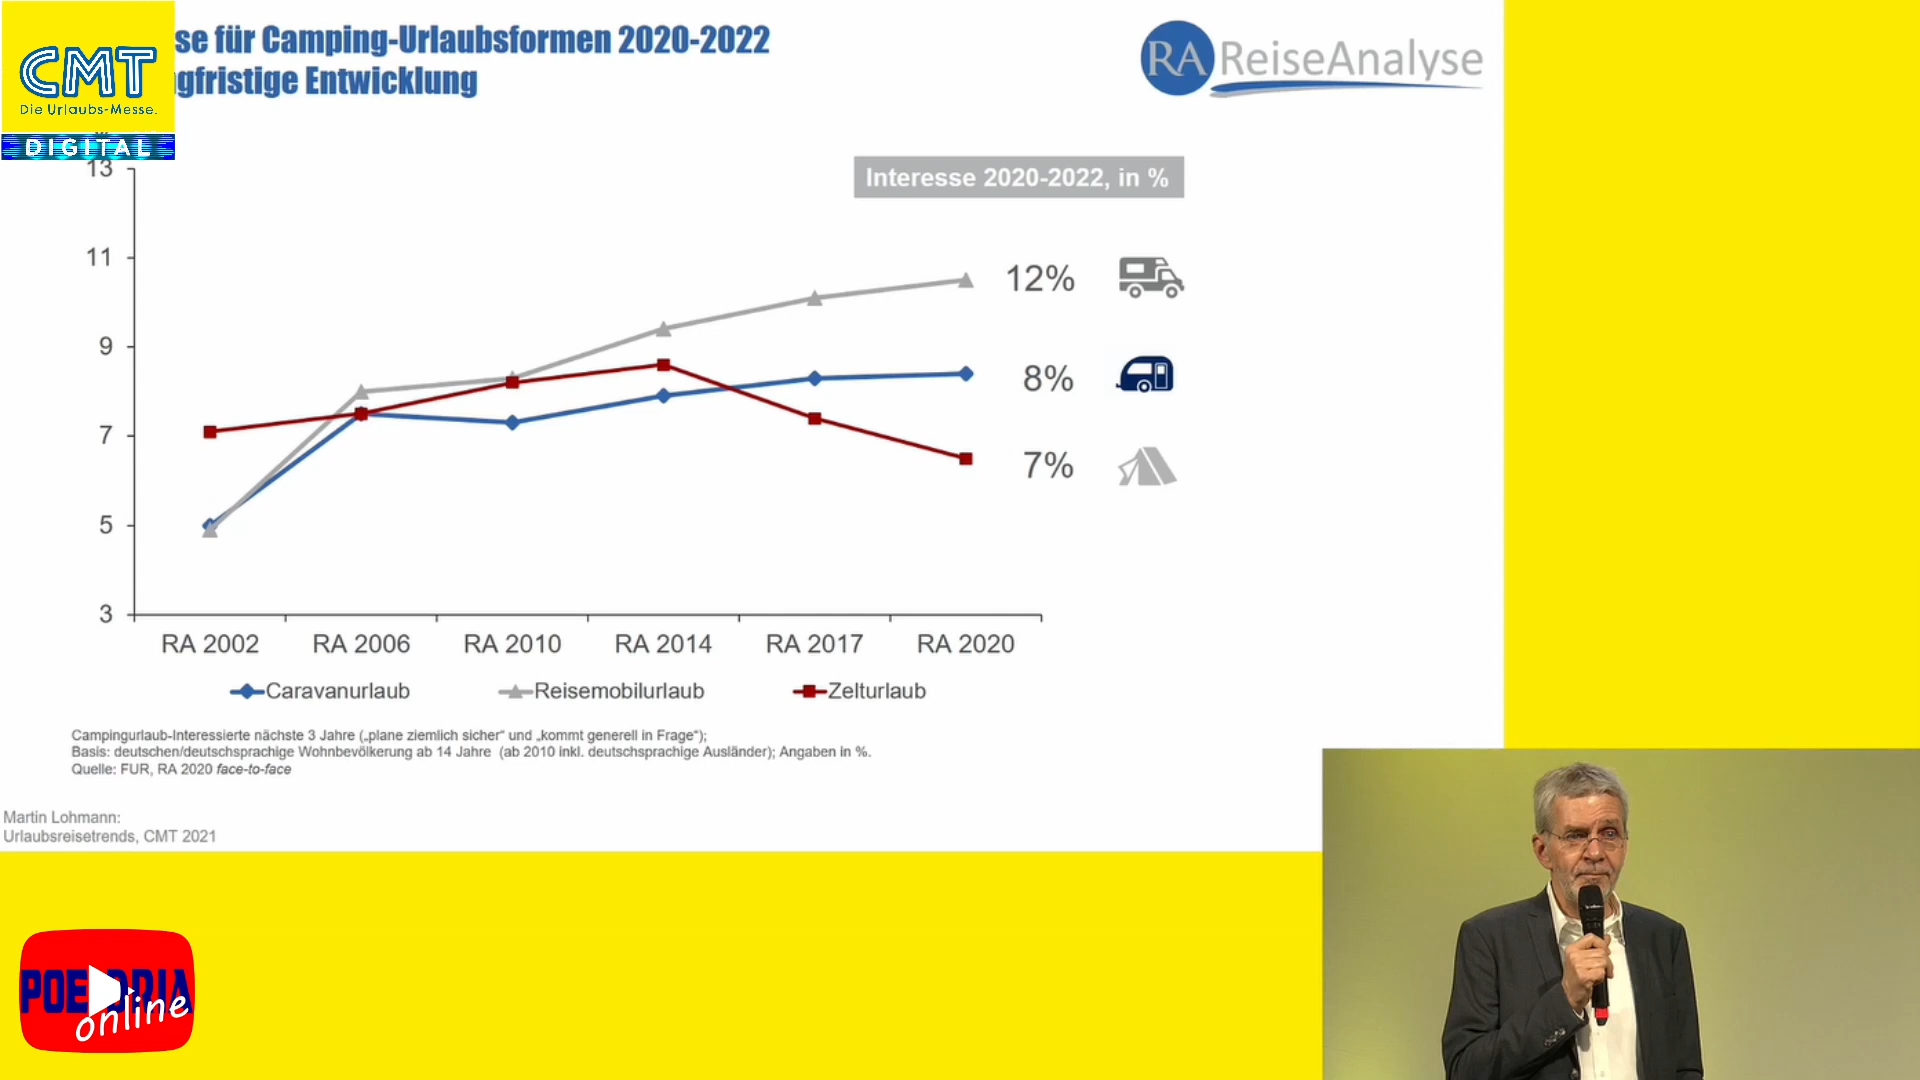 CMT
Die Urlaubs-Messe.
DIGITAL
se für Camping-Urlaubsformen 2020-2022
gfristige Entwicklung
RA ReiseAnalyse
Interesse 2020-2022, in %
13
11
9
7
5
3
12%
8%
7%
RA 2002 RA 2006 RA 2010 RA 2014 RA 2017 RA 2020
Caravanurlaub Reisemobilurlaub Zelturlaub
Campingurlaub-Interessierte nächste 3 Jahre („plane ziemlich sicher“ und „kommt generell in Frage“);
Basis: deutschen/deutschsprachige Wohnbevölkerung ab 14 Jahre (ab 2010 inkl. deutschsprachige Ausländer); Angaben in %.
Quelle: FUR, RA 2020 face-to-face
Martin Lohmann:
Urlaubsreisetrends, CMT 2021
online